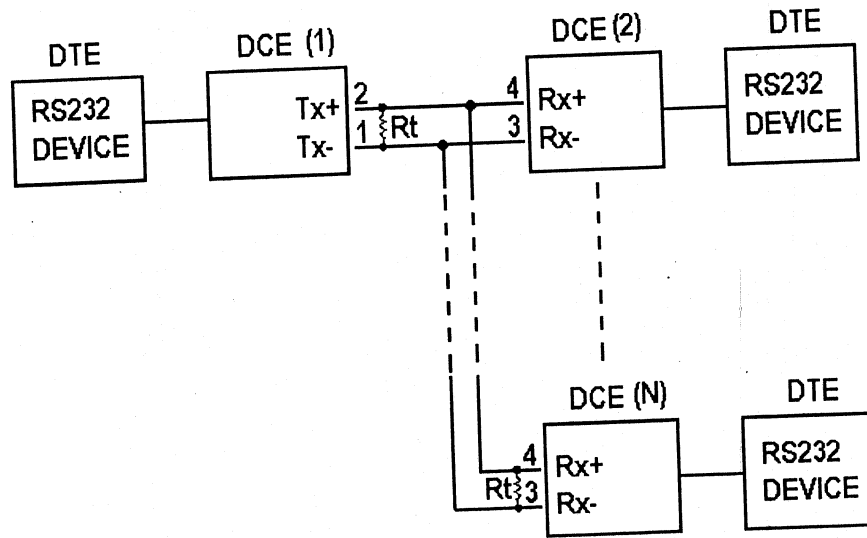 DTE
DCE (1)
DCE (2)
DTE
RS232
DEVICE
Tx+
Tx-
2
1
Rt
4
3
Rx+
Rx-
RS232
DEVICE
DCE (N)
DTE
4
3
Rt
Rx+
Rx-
RS232
DEVICE